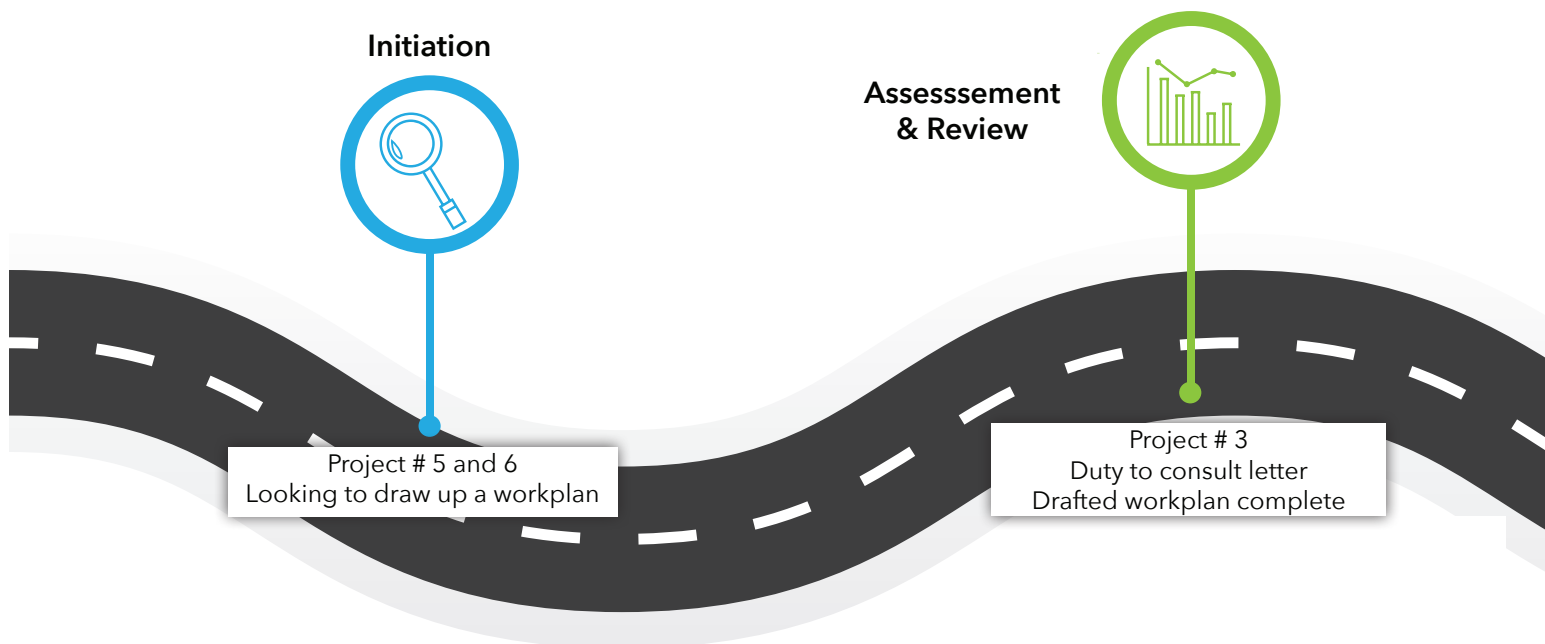 Initiation
Assesssement
& Review
Project # 5 and 6
Looking to draw up a workplan
Project # 3
Duty to consult letter
Drafted workplan complete